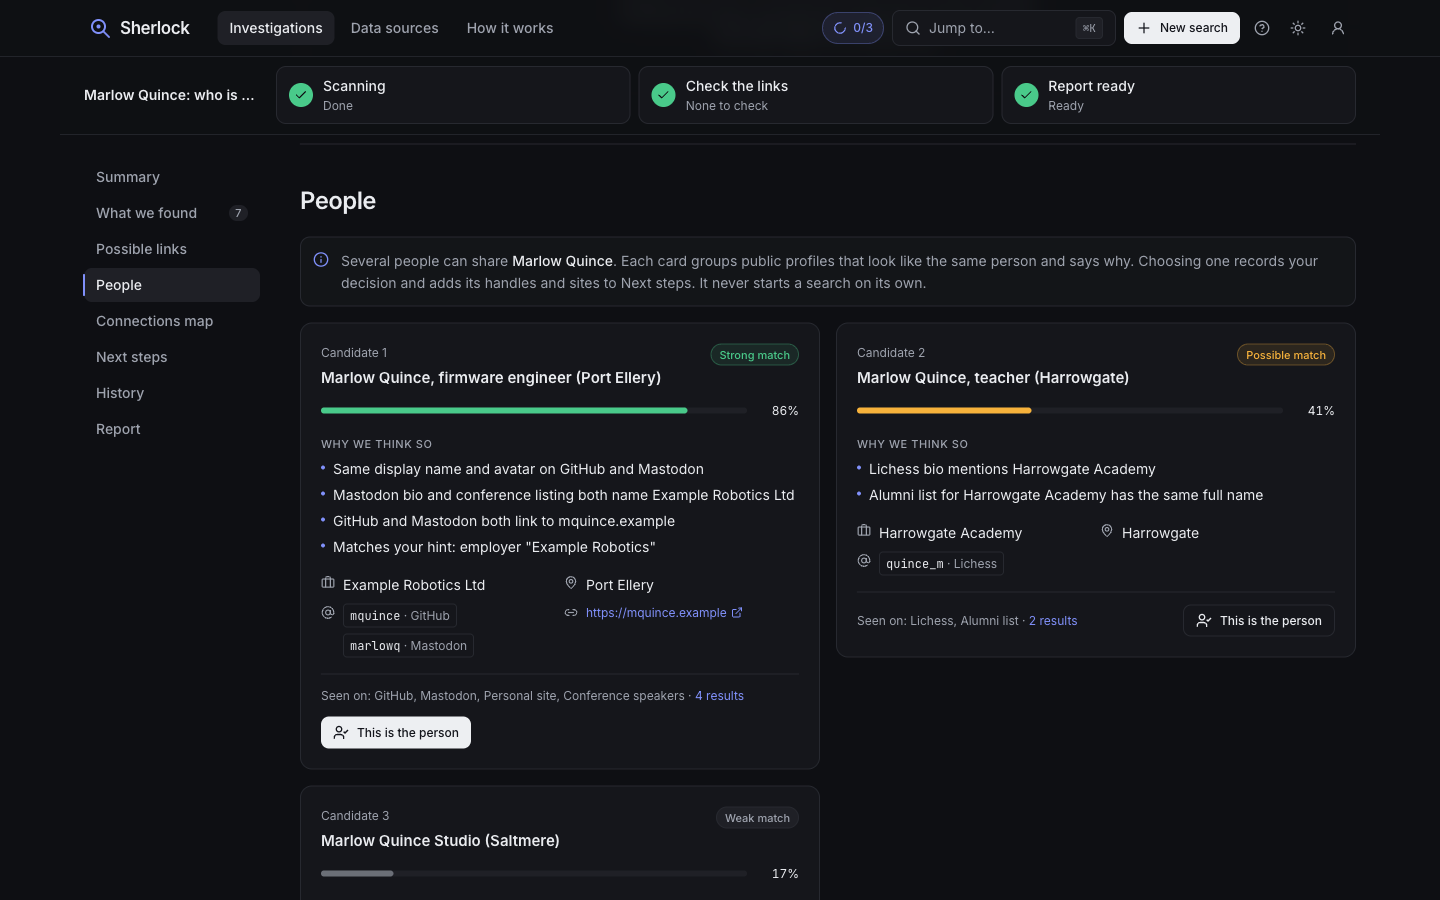 Sherlock
Investigations
Data sources
How it works
0/3
Jump to...
⌘K
New search
Marlow Quince: who is ...
Scanning
Done
Check the links
None to check
Report ready
Ready
Summary
What we found 7
Possible links
People
Connections map
Next steps
History
Report
People
Several people can share Marlow Quince. Each card groups public profiles that look like the same person and says why. Choosing one records your
decision and adds its handles and sites to Next steps. It never starts a search on its own.
Candidate 1
Strong match
Marlow Quince, firmware engineer (Port Ellery)
86%
WHY WE THINK SO
• Same display name and avatar on GitHub and Mastodon
• Mastodon bio and conference listing both name Example Robotics Ltd
• GitHub and Mastodon both link to mquince.example
• Matches your hint: employer "Example Robotics"
Example Robotics Ltd
Port Ellery
mquince · GitHub
https://mquince.example
marlowq · Mastodon
Seen on: GitHub, Mastodon, Personal site, Conference speakers · 4 results
This is the person
Candidate 2
Possible match
Marlow Quince, teacher (Harrowgate)
41%
WHY WE THINK SO
• Lichess bio mentions Harrowgate Academy
• Alumni list for Harrowgate Academy has the same full name
Harrowgate Academy
Harrowgate
quince_m · Lichess
Seen on: Lichess, Alumni list · 2 results
This is the person
Candidate 3
Weak match
Marlow Quince Studio (Saltmere)
17%